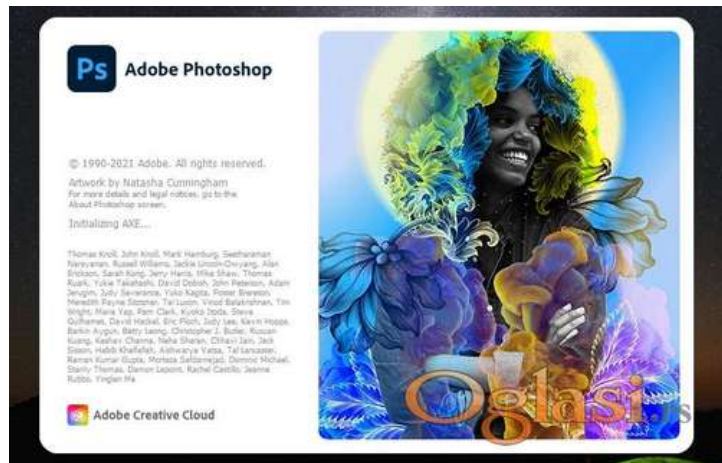 Ps Adobe Photoshop
© 1990-2021 Adobe. All rights reserved.
Artwork by Natasha Cunningham
For more details and legal notices, go to the
About Photoshop screen.
Initializing AXE...
Thomas Knoll, John Knoll, Mark Hamburg, Seetharaman
Narayanan, Russell Williams, Jackie Lincoln-Owyang, Alan
Erickson, Sarah Kong, Jerry Harris, Mike Shaw, Thomas
Ruark, Yukie Takahashi, David Dobish, John Peterson, Adam
Jerugim, Judy Severance, Yuko Kagita, Foster Brereton,
Meredith Payne Stotzner, Tai Luxon, Vinod Balakrishnan, Tim
Wright, Maria Yap, Pam Clark, Kyoko Itoda, Steve
Guilhamet, David Hackel, Eric Floch, Judy Lee, Kevin Hopps,
Barkin Aygun, Betty Leong, Christopher J. Butler,
Kuang, Keshav Channa, Neha Sharan, Chhavi Jain, Jack
Sisson, Habib Khalfallah, Aishwarya Vatsa, Tai Lancaster,
Raman Kumar Gupta, Dominic Michael,
Stanly Thomas, Damon Lapoint, Rachel Castillo, Jeanne
Rubbo, Yinglan Ma
Adobe Creative Cloud
Oglasi.rs